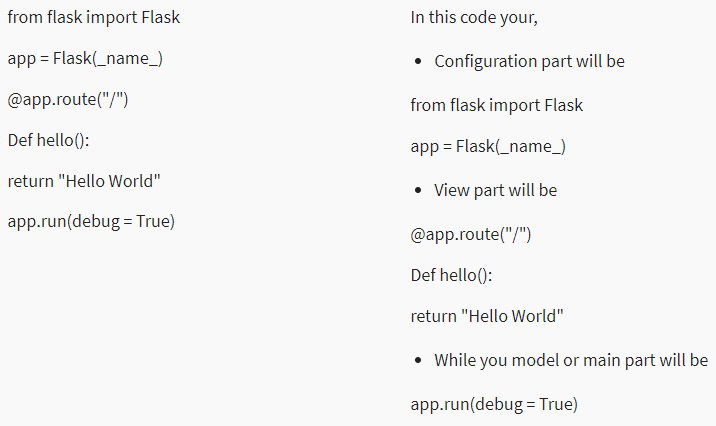 from flask import Flask
app = Flask(_name_)
@app.route("/")
Def hello():
return "Hello World"
app.run(debug = True)
In this code your,
• Configuration part will be
from flask import Flask
app = Flask(_name_)
• View part will be
@app.route("/")
Def hello():
return "Hello World"
• While you model or main part will be
app.run(debug = True)